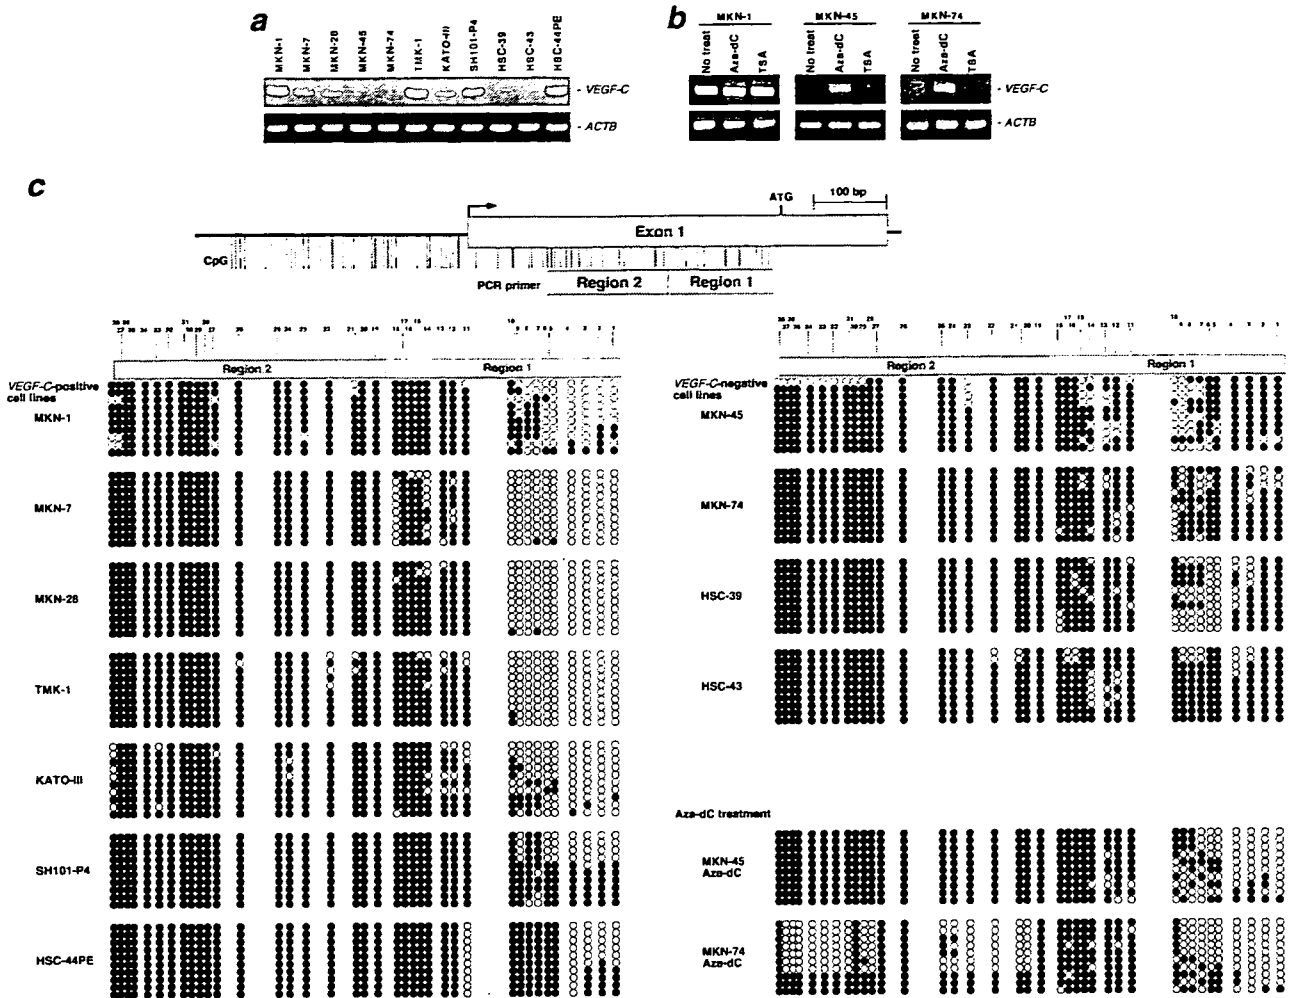 a
MKN-1
MKN-7
MKN-28
MKN-45
MKN-74
TMK-1
KATO-III
SH101-P4
HSC-39
HSC-43
HSC-44PE
- VEGF-C
- ACTB
b
MKN-1
MKN-45
MKN-74
No treat
Aza-dC
TSA
No treat
Aza-dC
TSA
No treat
Aza-dC
TSA
- VEGF-C
- ACTB
c
ATG
100 bp
Exon 1
CpG
PCR primer
Region 2
Region 1
Region 2
Region 1
VEGF-C-positive
cell lines
MKN-1
MKN-7
MKN-28
TMK-1
KATO-III
SH101-P4
HSC-44PE
Region 2
Region 1
VEGF-C-negative
cell lines
MKN-45
MKN-74
HSC-39
HSC-43
Aza-dC treatment
MKN-45
Aza-dC
MKN-74
Aza-dC